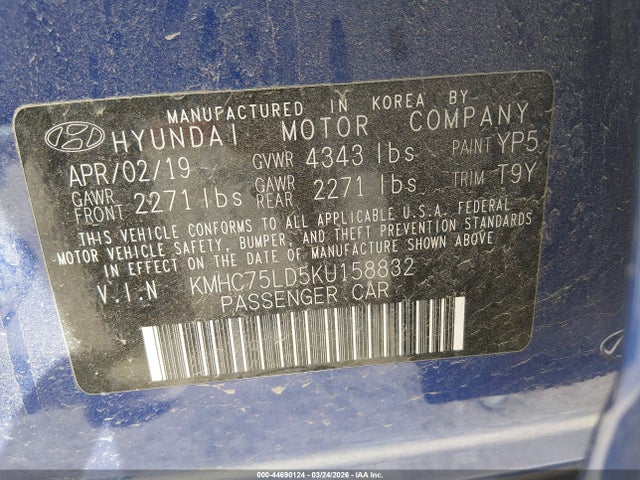 MANUFACTURED IN KOREA BY
HYUNDAI MOTOR COMPANY
APR/02/19 GVWR 4343 lbs PAINT YP5
GAWR FRONT 2271 lbs GAWR REAR 2271 lbs TRIM T9Y
THIS VEHICLE CONFORMS TO ALL APPLICABLE U.S.A. FEDERAL
MOTOR VEHICLE SAFETY, BUMPER, AND THEFT PREVENTION STANDARDS
IN EFFECT ON THE DATE OF MANUFACTURE SHOWN ABOVE
V.I.N KMHC75LD5KU158832
PASSENGER CAR
000-44690124 - 03/24/2026 - IAAI.COM